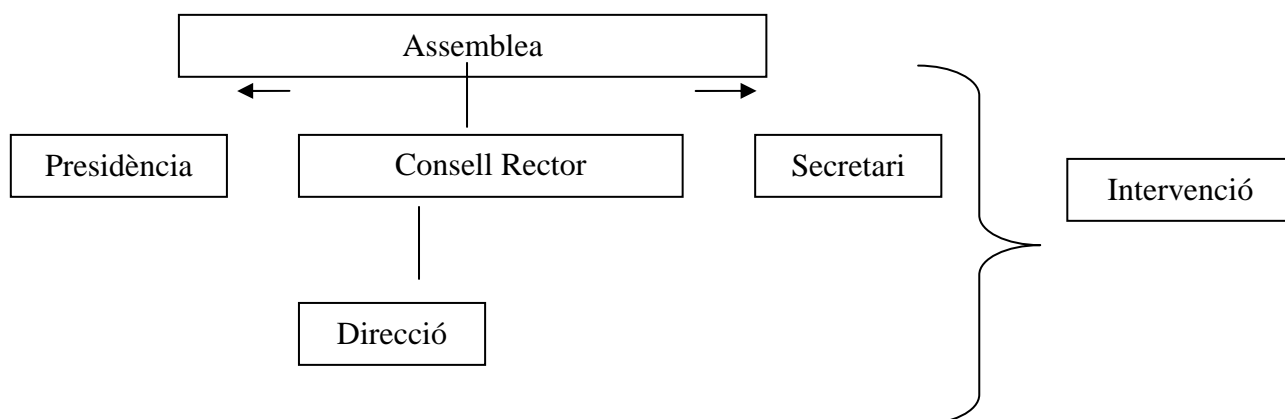 Assemblea
Presidència
Consell Rector
Secretari
Intervenció
Direcció